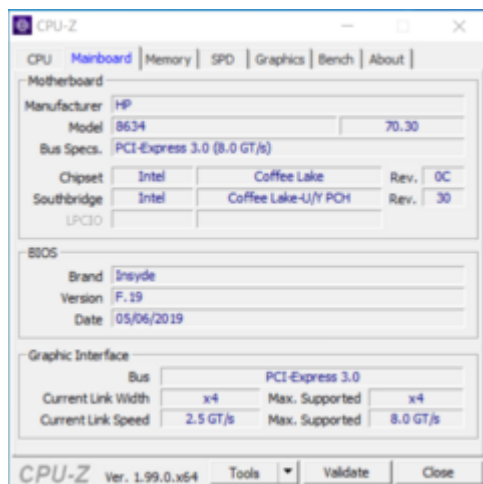 CPU-Z
CPU Mainboard Memory SPD Graphics Bench About
Motherboard
Manufacturer HP
Model 8634 70.30
Bus Specs. PCI-Express 3.0 (8.0 GT/s)
Chipset Intel Coffee Lake Rev. 0C
Southbridge Intel Coffee Lake-U/Y PCH Rev. 30
LPCIO
BIOS
Brand Insyde
Version F.19
Date 05/06/2019
Graphic Interface
Bus PCI-Express 3.0
Current Link Width x4 Max. Supported x4
Current Link Speed 2.5 GT/s Max. Supported 8.0 GT/s
CPU-Z Ver. 1.99.0.x64 Tools Validate Close